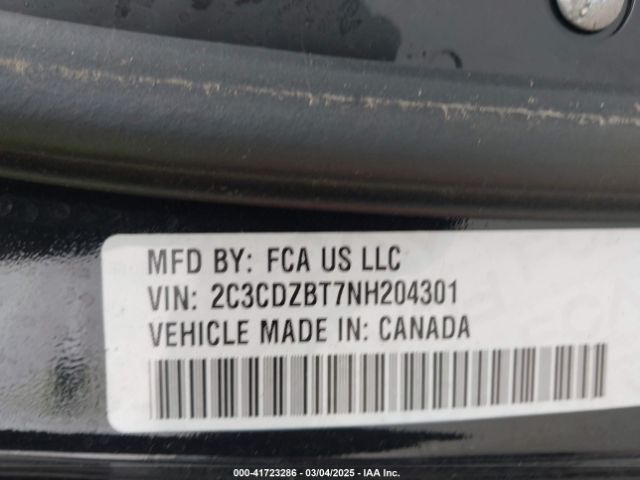 MFD BY: FCA US LLC
VIN: 2C3CDZBT7NH204301
VEHICLE MADE IN: CANADA
000-41723286 - 03/04/2025 - IAA Inc.